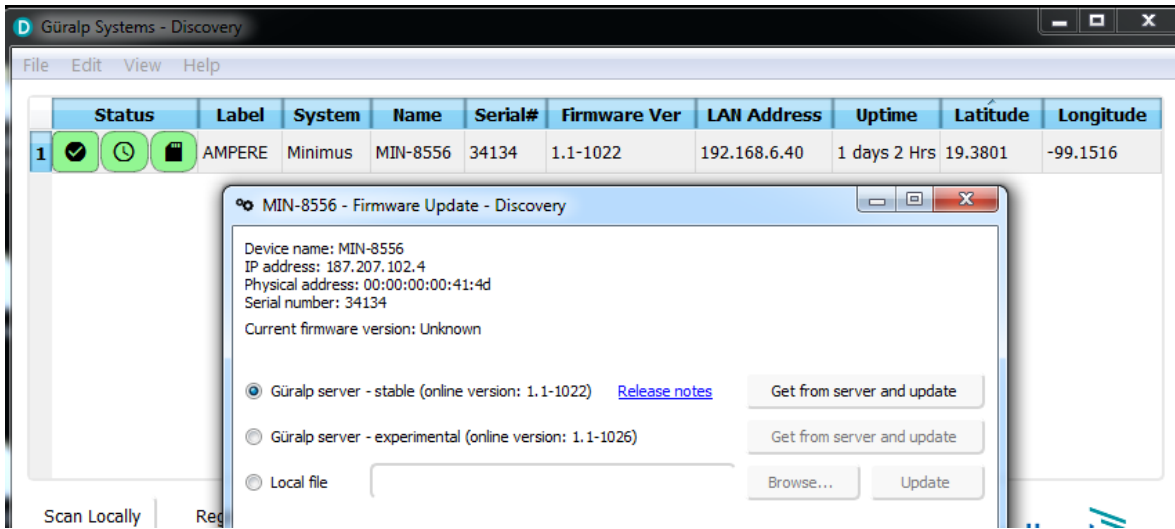 Güralp Systems - Discovery
File Edit View Help
Status Label System Name Serial# Firmware Ver LAN Address Uptime Latitude Longitude
1 AMPERE Minimus MIN-8556 34134 1.1-1022 192.168.6.40 1 days 2 Hrs 19.3801 -99.1516
MIN-8556 - Firmware Update - Discovery
Device name: MIN-8556
IP address: 187.207.102.4
Physical address: 00:00:00:00:41:4d
Serial number: 34134
Current firmware version: Unknown
Güralp server - stable (online version: 1.1-1022) Release notes Get from server and update
Güralp server - experimental (online version: 1.1-1026) Get from server and update
Local file Browse... Update
Scan Locally